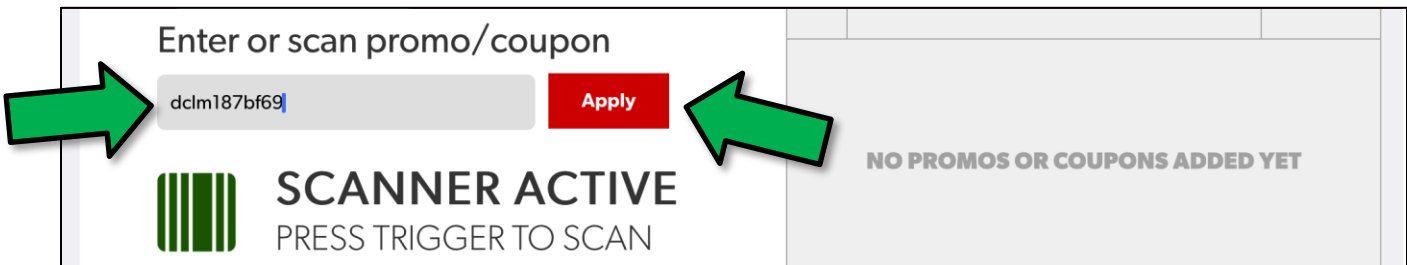 Enter or scan promo/coupon
dclm187bf69
Apply
SCANNER ACTIVE
PRESS TRIGGER TO SCAN
NO PROMOS OR COUPONS ADDED YET